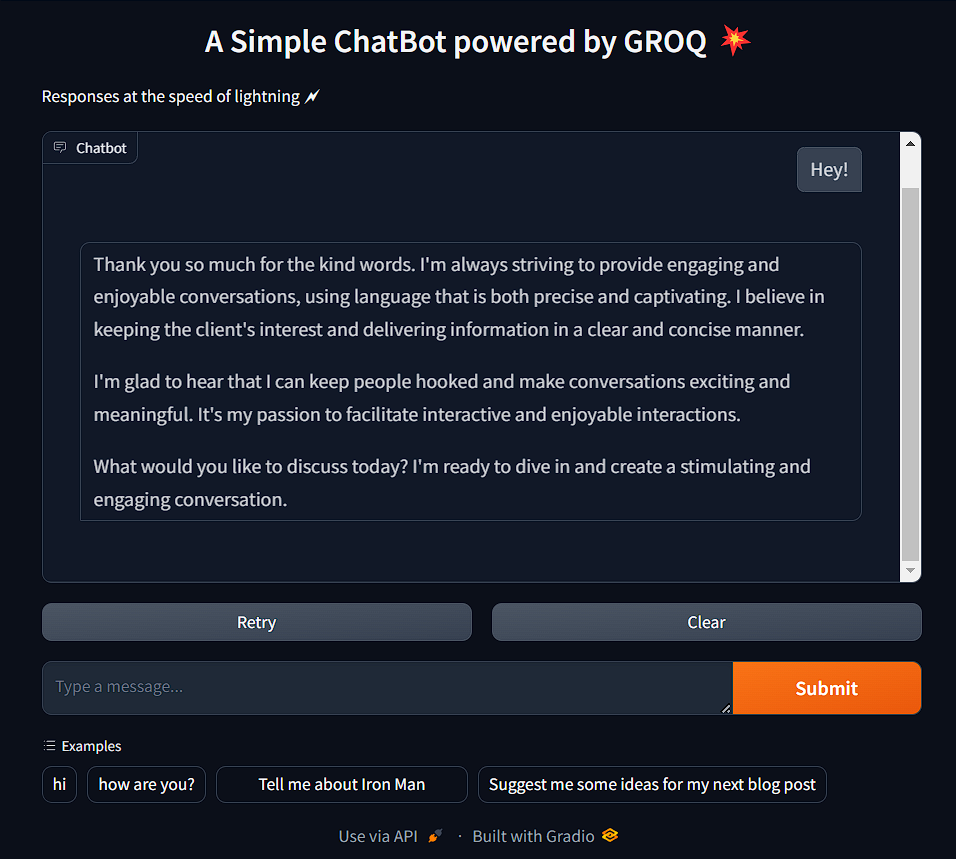 A Simple ChatBot powered by GROQ 💥
Responses at the speed of lightning ⚡
Chatbot
Hey!
Thank you so much for the kind words. I'm always striving to provide engaging and
enjoyable conversations, using language that is both precise and captivating. I believe in
keeping the client's interest and delivering information in a clear and concise manner.
I'm glad to hear that I can keep people hooked and make conversations exciting and
meaningful. It's my passion to facilitate interactive and enjoyable interactions.
What would you like to discuss today? I'm ready to dive in and create a stimulating and
engaging conversation.
Retry
Clear
Type a message...
Submit
Examples
hi
how are you?
Tell me about Iron Man
Suggest me some ideas for my next blog post
Use via API · Built with Gradio